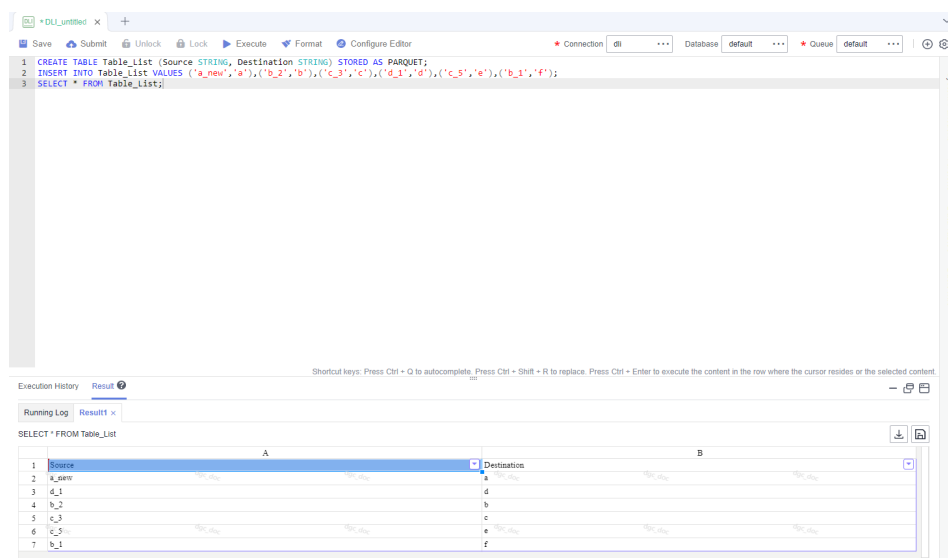 DLI *DLI_untitled × +
Save Submit Unlock Lock Execute Format Configure Editor * Connection dli ... Database default ... * Queue default ...
1 CREATE TABLE Table_List (Source STRING, Destination STRING) STORED AS PARQUET;
2 INSERT INTO Table_List VALUES ('a_new','a'),('b_2','b'),('c_3','c'),('d_1','d'),('c_5','e'),('b_1','f');
3 SELECT * FROM Table_List;
Shortcut keys: Press Ctrl + Q to autocomplete. Press Ctrl + Shift + R to replace. Press Ctrl + Enter to execute the content in the row where the cursor resides or the selected content.
Execution History Result ?
Running Log Result1 ×
SELECT * FROM Table_List
A B
1 Source Destination
2 a_new a
3 d_1 d
4 b_2 b
5 c_3 c
6 c_5 e
7 b_1 f